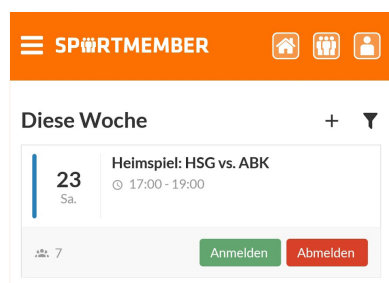 SPORTMEMBER
Diese Woche
Heimspiel: HSG vs. ABK
23
17:00 - 19:00
Sa.
7
Anmelden Abmelden